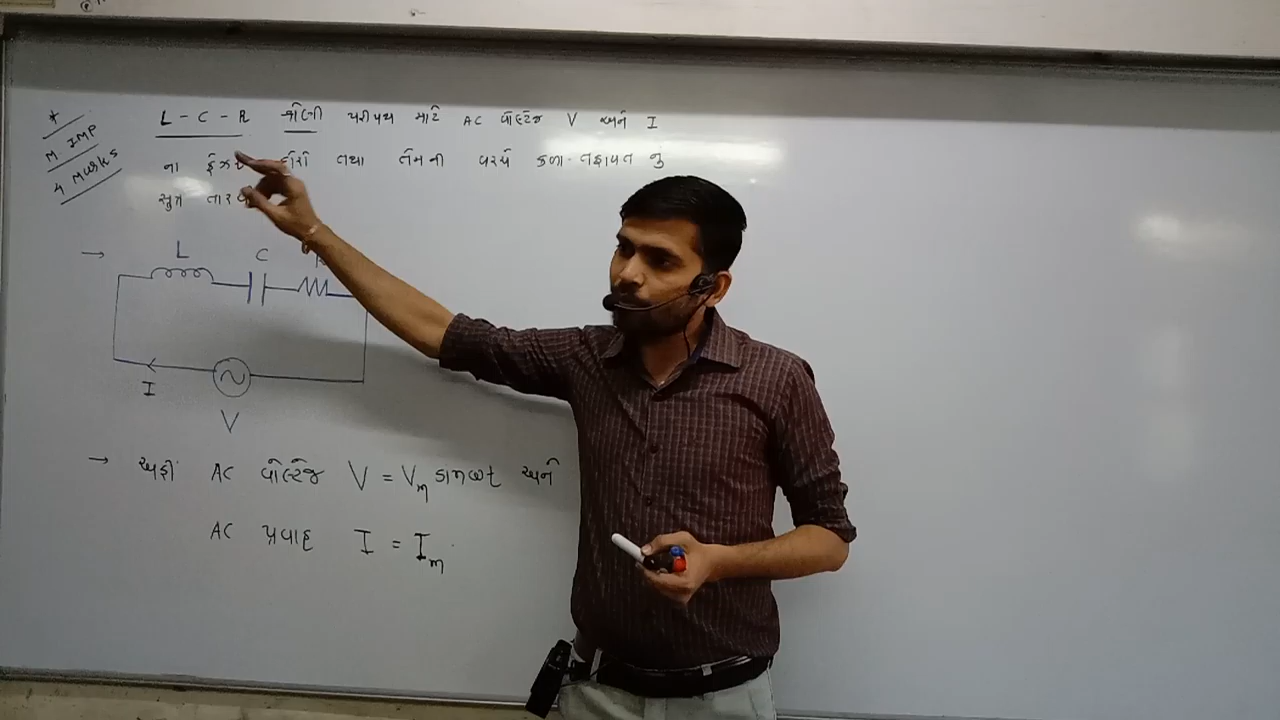 *
M. IMP
4 Marks
L - C - R શ્રેણી પરીપથ માટે AC વોલ્ટેજ V અને I
ના તથા તેમની વચ્ચે કળા-તફાવત નું
સુત્ર
L C
I
V
→ અહીં AC વોલ્ટેજ V = Vm sinωt અને
AC પ્રવાહ I = Im